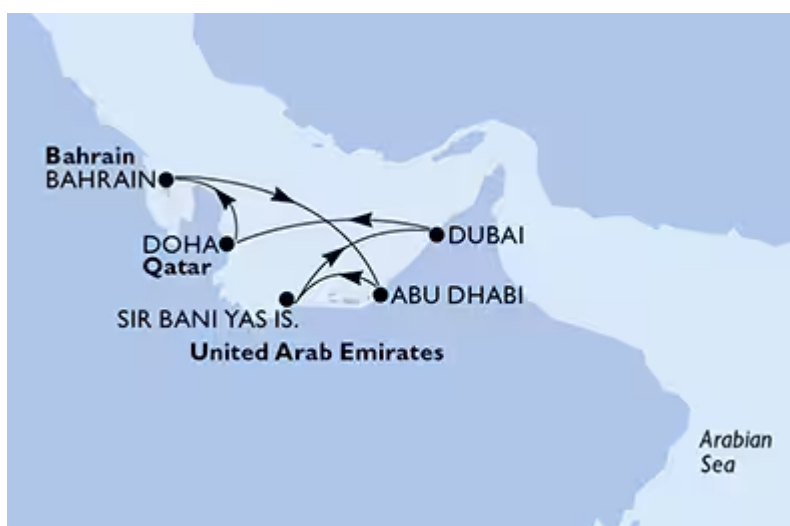 Bahrain
BAHRAIN
DOHA
Qatar
DUBAI
ABU DHABI
SIR BANI YAS IS.
United Arab Emirates
Arabian
Sea